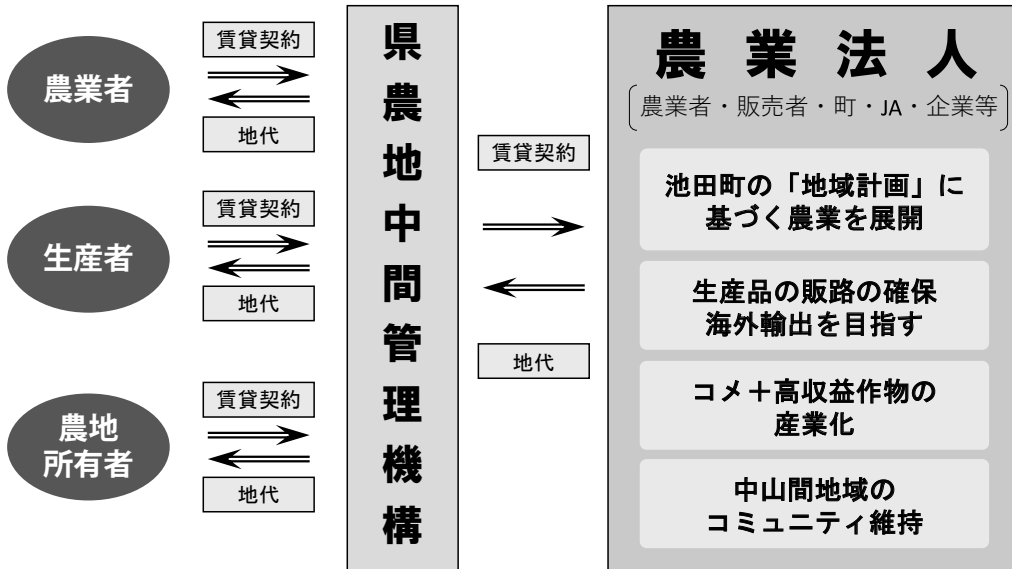 農業者
賃貸契約
地代
生産者
賃貸契約
地代
農地
所有者
賃貸契約
地代
県農地中間管理機構
賃貸契約
地代
農業法人
農業者・販売者・町・JA・企業等
池田町の「地域計画」に
基づく農業を展開
生産品の販路の確保
海外輸出を目指す
コメ＋高収益作物の
産業化
中山間地域の
コミュニティ維持